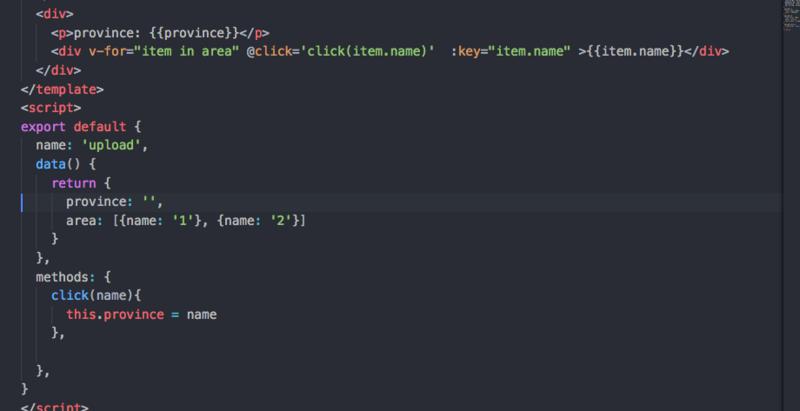 <div>
<p>province: {{province}}</p>
<div v-for="item in area" @click='click(item.name)'  :key="item.name" >{{item.name}}</div>
</div>
</template>
<script>
export default {
name: 'upload',
data() {
return {
province: '',
area: [{name: '1'}, {name: '2'}]
}
},
methods: {
click(name){
this.province = name
},
},
}
</script>